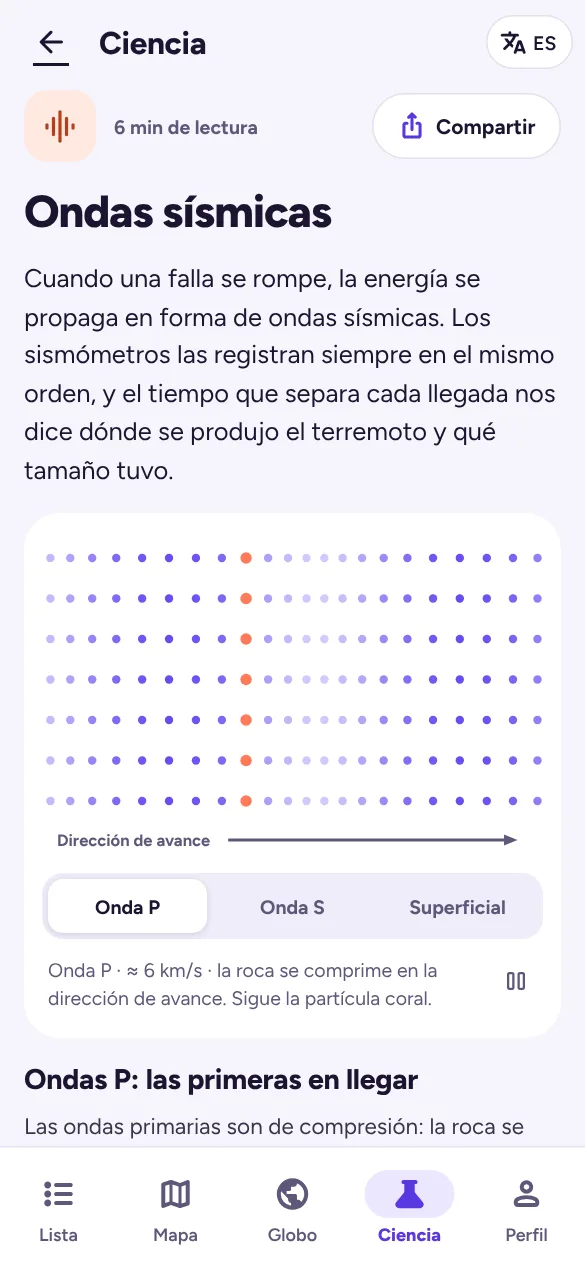 Ciencia
ES
6 min de lectura
Compartir
Ondas sísmicas
Cuando una falla se rompe, la energía se
propaga en forma de ondas sísmicas. Los
sismómetros las registran siempre en el mismo
orden, y el tiempo que separa cada llegada nos
dice dónde se produjo el terremoto y qué
tamaño tuvo.
Dirección de avance
Onda P
Onda S
Superficial
Onda P · ≈ 6 km/s · la roca se comprime en la
dirección de avance. Sigue la partícula coral.
Ondas P: las primeras en llegar
Las ondas primarias son de compresión: la roca se
Lista
Mapa
Globo
Ciencia
Perfil